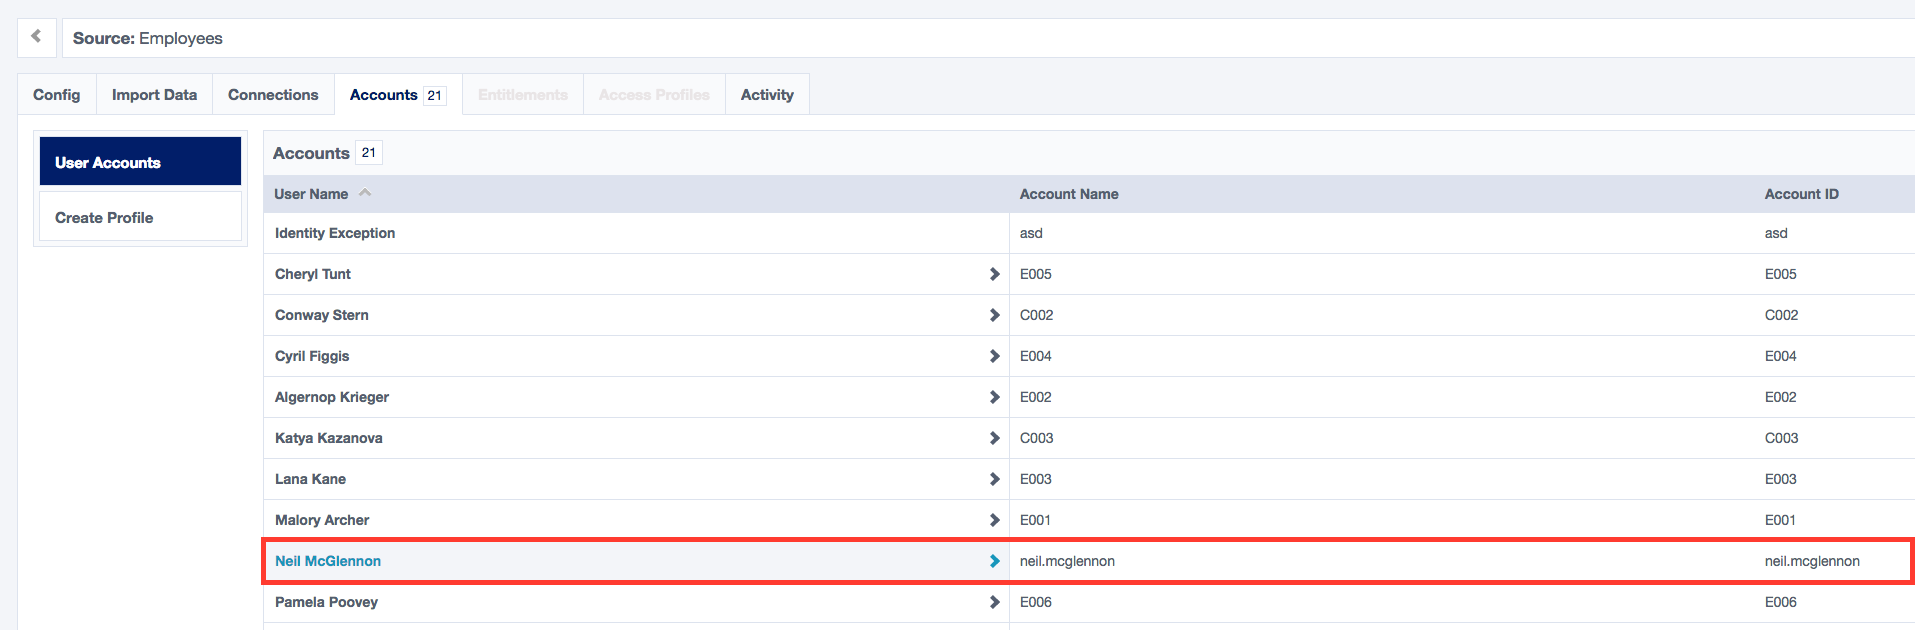 Source: Employees
Config Import Data Connections Accounts 21 Entitlements Access Profiles Activity
User Accounts
Create Profile
Accounts 21
User Name Account Name Account ID
Identity Exception asd asd
Cheryl Tunt E005 E005
Conway Stern C002 C002
Cyril Figgis E004 E004
Algernop Krieger E002 E002
Katya Kazanova C003 C003
Lana Kane E003 E003
Malory Archer E001 E001
Neil McGlennon neil.mcglennon neil.mcglennon
Pamela Poovey E006 E006